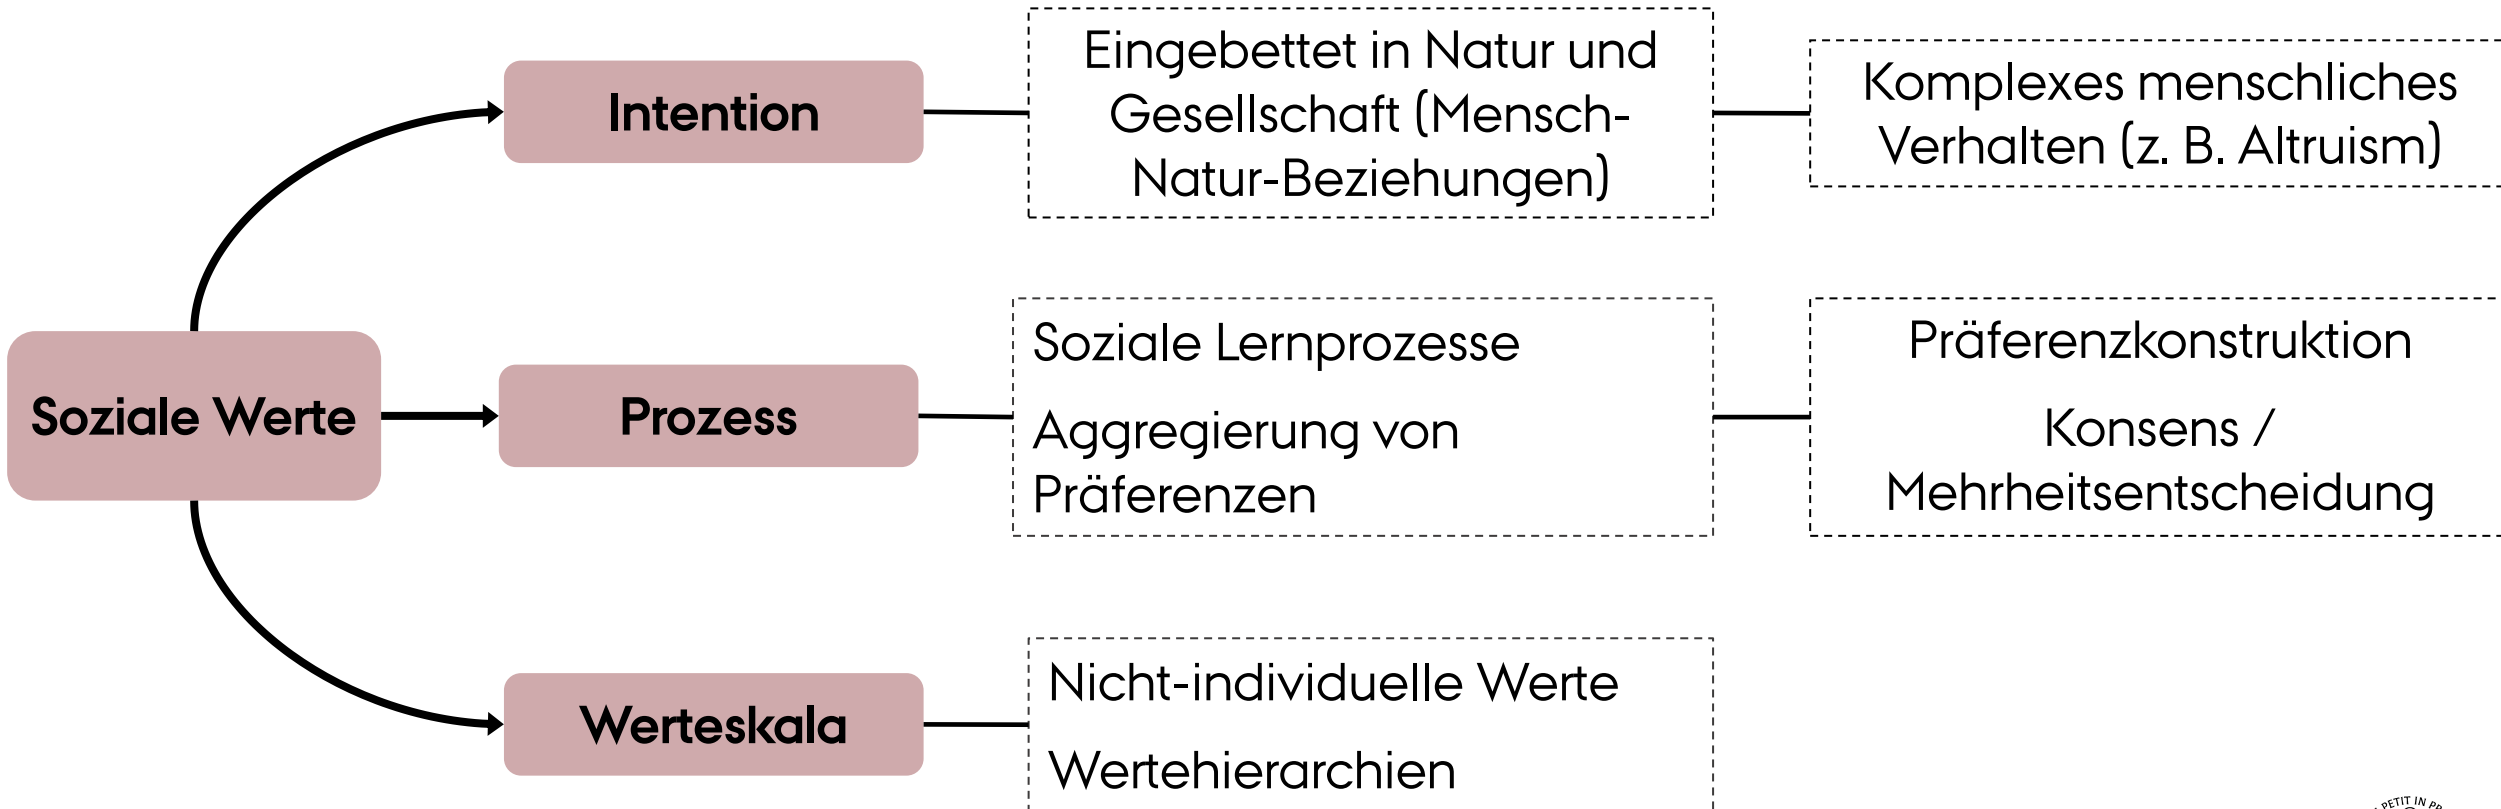 Intention
Eingebettet in Natur und
Gesellschaft (Mensch-
Natur-Beziehungen)
Komplexes menschliches
Verhalten (z. B. Altruism)
Soziale Werte
Prozess
Soziale Lernprozesse
Aggregierung von
Präferenzen
Präferenzkonstruktion
Konsens /
Mehrheitsentscheidung
Werteskala
Nicht-individuelle Werte
Wertehierarchien